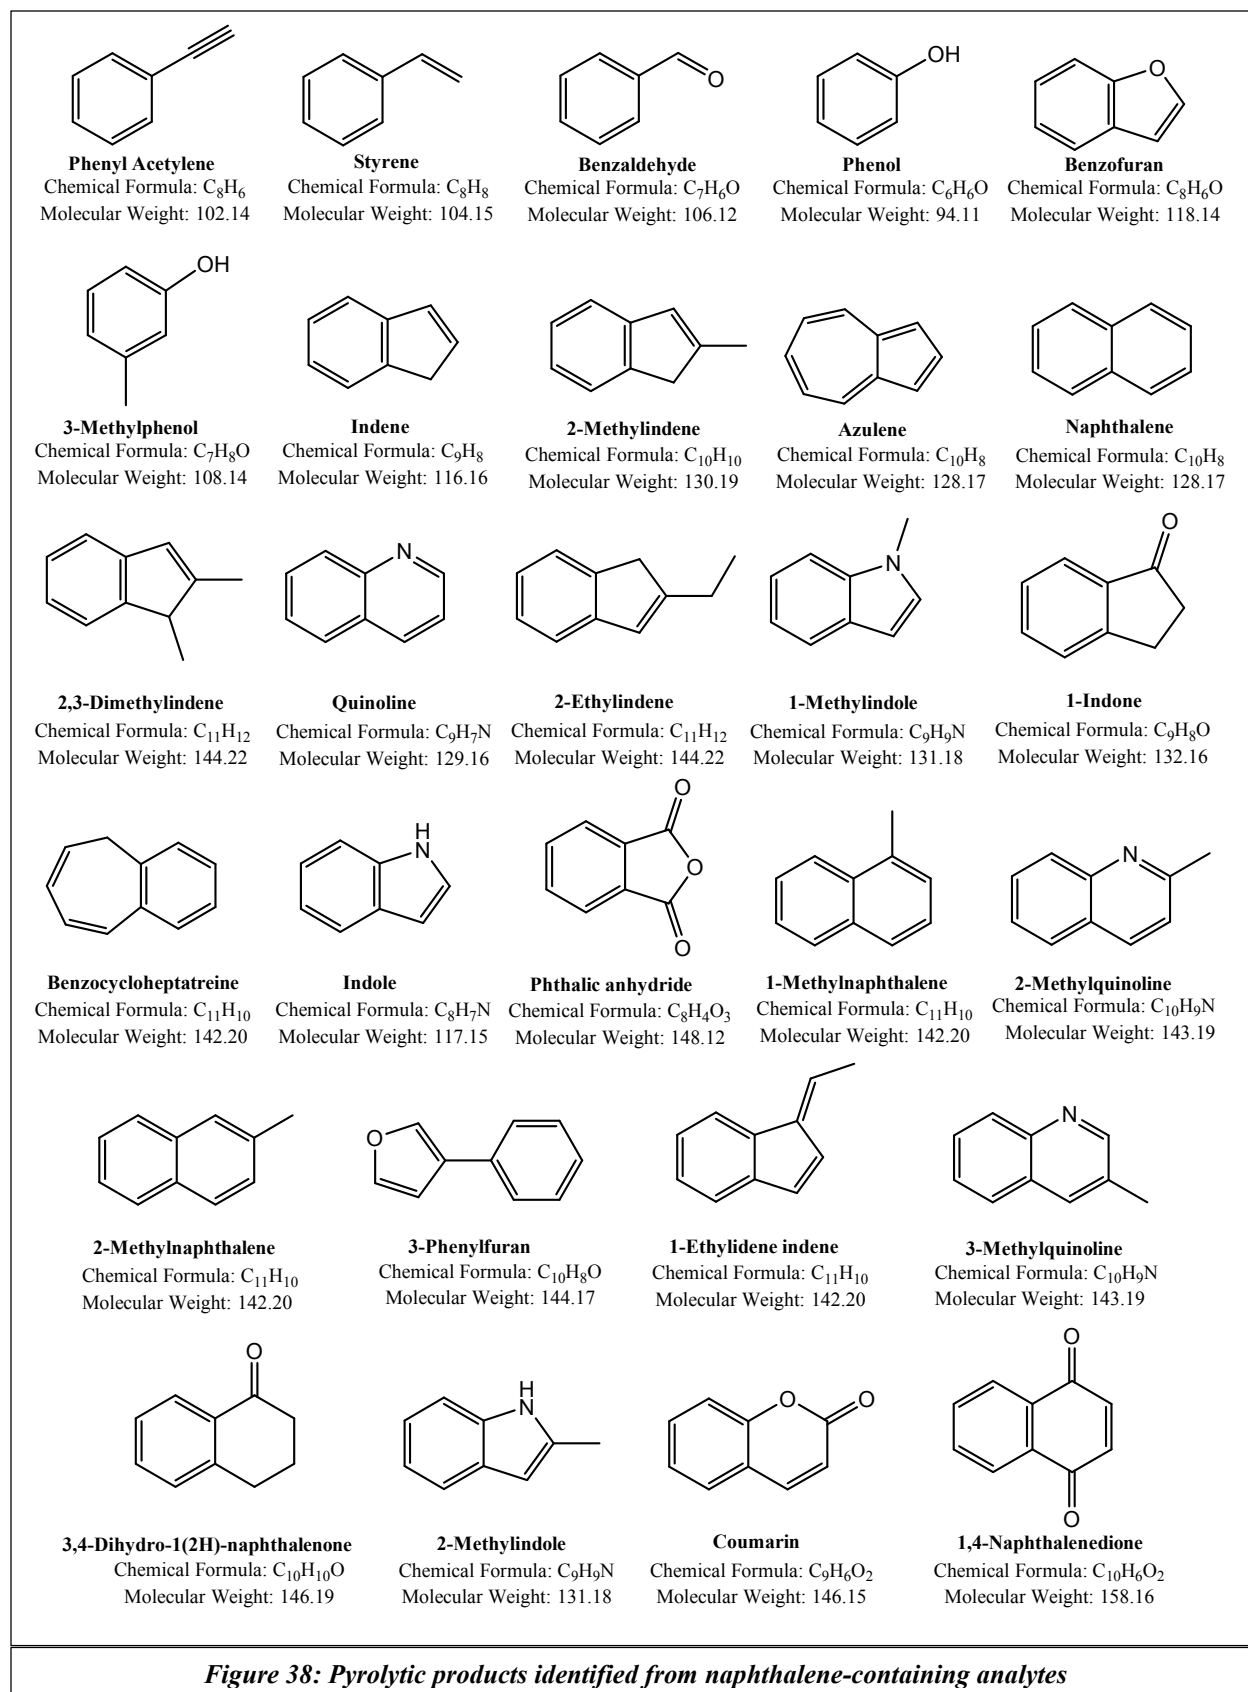 OH
O
O
Phenyl Acetylene
Chemical Formula: C8H6
Molecular Weight: 102.14
Styrene
Chemical Formula: C8H8
Molecular Weight: 104.15
Benzaldehyde
Chemical Formula: C7H6O
Molecular Weight: 106.12
Phenol
Chemical Formula: C6H6O
Molecular Weight: 94.11
Benzofuran
Chemical Formula: C8H6O
Molecular Weight: 118.14
OH
3-Methylphenol
Chemical Formula: C7H8O
Molecular Weight: 108.14
Indene
Chemical Formula: C9H8
Molecular Weight: 116.16
2-Methylindene
Chemical Formula: C10H10
Molecular Weight: 130.19
Azulene
Chemical Formula: C10H8
Molecular Weight: 128.17
Naphthalene
Chemical Formula: C10H8
Molecular Weight: 128.17
N
N
O
2,3-Dimethylindene
Chemical Formula: C11H12
Molecular Weight: 144.22
Quinoline
Chemical Formula: C9H7N
Molecular Weight: 129.16
2-Ethylindene
Chemical Formula: C11H12
Molecular Weight: 144.22
1-Methylindole
Chemical Formula: C9H9N
Molecular Weight: 131.18
1-Indone
Chemical Formula: C9H8O
Molecular Weight: 132.16
H
N
O
O
O
N
Benzocycloheptatreine
Chemical Formula: C11H10
Molecular Weight: 142.20
Indole
Chemical Formula: C8H7N
Molecular Weight: 117.15
Phthalic anhydride
Chemical Formula: C8H4O3
Molecular Weight: 148.12
1-Methylnaphthalene
Chemical Formula: C11H10
Molecular Weight: 142.20
2-Methylquinoline
Chemical Formula: C10H9N
Molecular Weight: 143.19
O
N
2-Methylnaphthalene
Chemical Formula: C11H10
Molecular Weight: 142.20
3-Phenylfuran
Chemical Formula: C10H8O
Molecular Weight: 144.17
1-Ethylidene indene
Chemical Formula: C11H10
Molecular Weight: 142.20
3-Methylquinoline
Chemical Formula: C10H9N
Molecular Weight: 143.19
O
H
N
O
O
O
O
3,4-Dihydro-1(2H)-naphthalenone
Chemical Formula: C10H10O
Molecular Weight: 146.19
2-Methylindole
Chemical Formula: C9H9N
Molecular Weight: 131.18
Coumarin
Chemical Formula: C9H6O2
Molecular Weight: 146.15
1,4-Naphthalenedione
Chemical Formula: C10H6O2
Molecular Weight: 158.16
Figure 38: Pyrolytic products identified from naphthalene-containing analytes